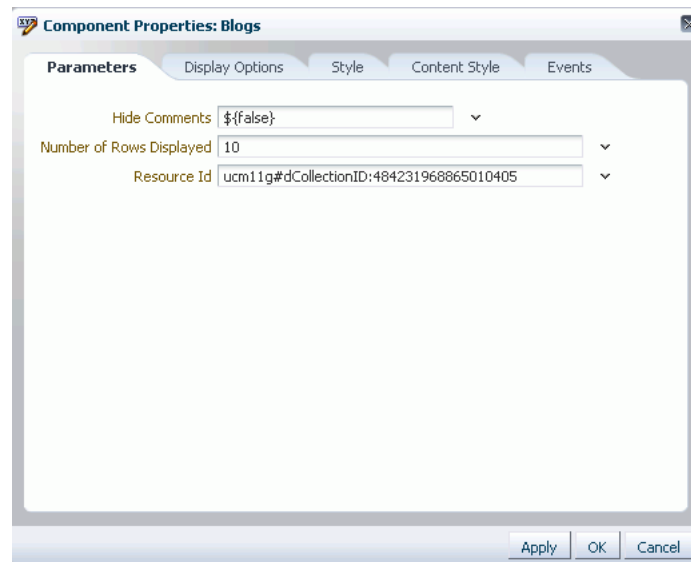 Component Properties: Blogs
Parameters Display Options Style Content Style Events
Hide Comments ${false}
Number of Rows Displayed 10
Resource Id ucm11g#dCollectionID:484231968865010405
Apply OK Cancel